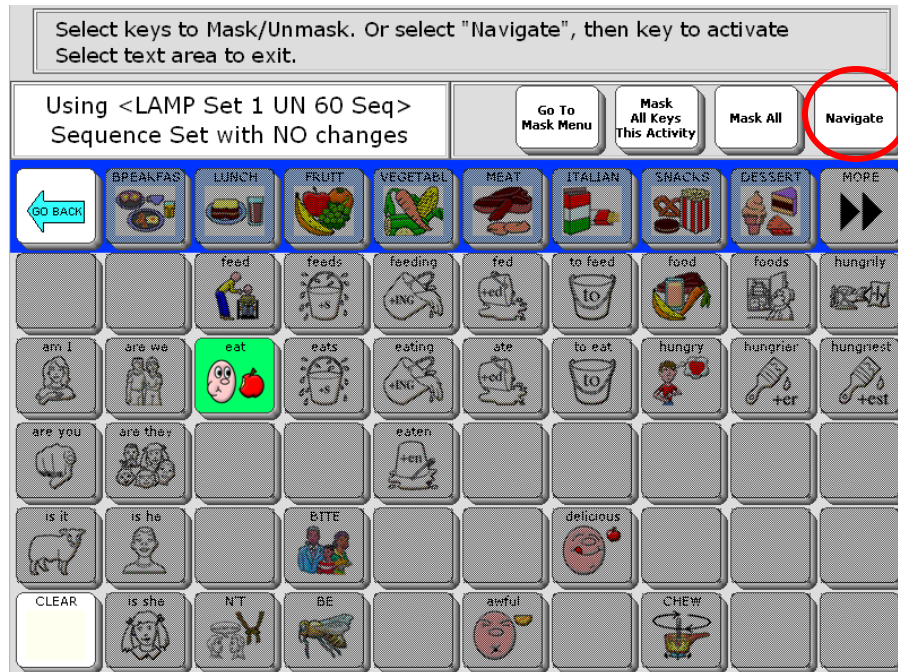 Select keys to Mask/Unmask. Or select "Navigate", then key to activate
Select text area to exit.
Using <LAMP Set 1 UN 60 Seq>
Sequence Set with NO changes
Go To
Mask Menu
Mask
All Keys
This Activity
Mask All
Navigate
GO BACK
BREAKFAS
LUNCH
FRUIT
VEGETABL
MEAT
ITALIAN
SNACKS
DESSERT
MORE
feed
feeds
+S
feeding
+ING
fed
+ed
to feed
to
food
foods
hungrily
+ly
am I
are we
eat
eats
+S
eating
+ING
ate
+ed
to eat
to
hungry
hungrier
+er
hungriest
+est
are you
are they
eaten
+en
is it
is he
BITE
delicious
CLEAR
is she
N'T
BE
awful
CHEW